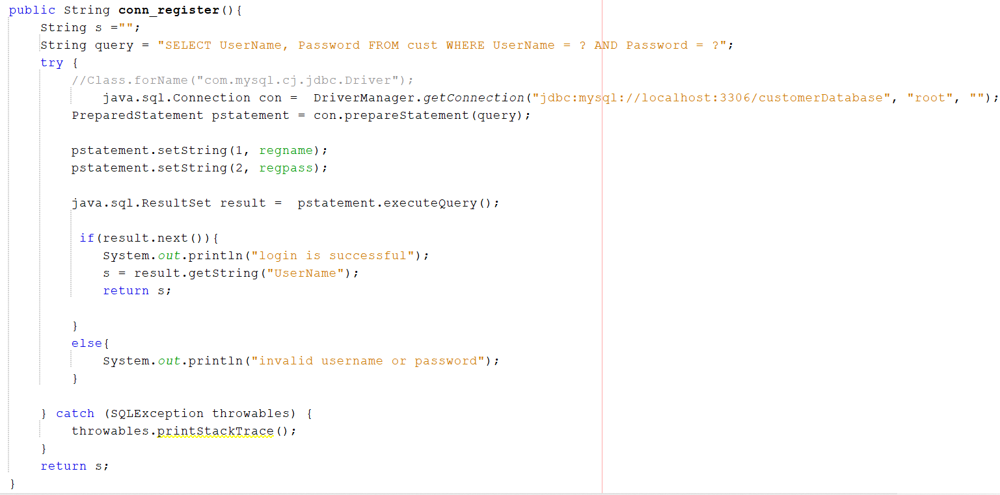 public String conn_register(){
String s ="";
String query = "SELECT UserName, Password FROM cust WHERE UserName = ? AND Password = ?";
try {
//Class.forName("com.mysql.cj.jdbc.Driver");
java.sql.Connection con =  DriverManager.getConnection("jdbc:mysql://localhost:3306/customerDatabase", "root", "");
PreparedStatement pstatement = con.prepareStatement(query);
pstatement.setString(1, regname);
pstatement.setString(2, regpass);
java.sql.ResultSet result =  pstatement.executeQuery();
if(result.next()){
System.out.println("login is successful");
s = result.getString("UserName");
return s;
}
else{
System.out.println("invalid username or password");
}
} catch (SQLException throwables) {
throwables.printStackTrace();
}
return s;
}